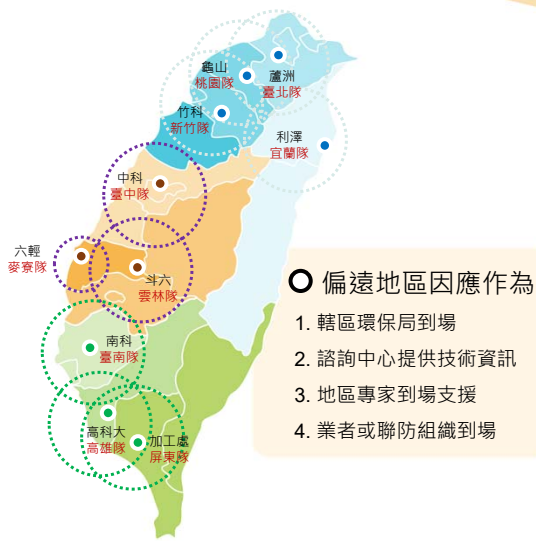 龜山
桃園隊
蘆洲
臺北隊
竹科
新竹隊
利澤
宜蘭隊
中科
臺中隊
六輕
麥寮隊
斗六
雲林隊
南科
臺南隊
高科大
高雄隊
加工處
屏東隊
偏遠地區因應作為
1. 轄區環保局到場
2. 諮詢中心提供技術資訊
3. 地區專家到場支援
4. 業者或聯防組織到場